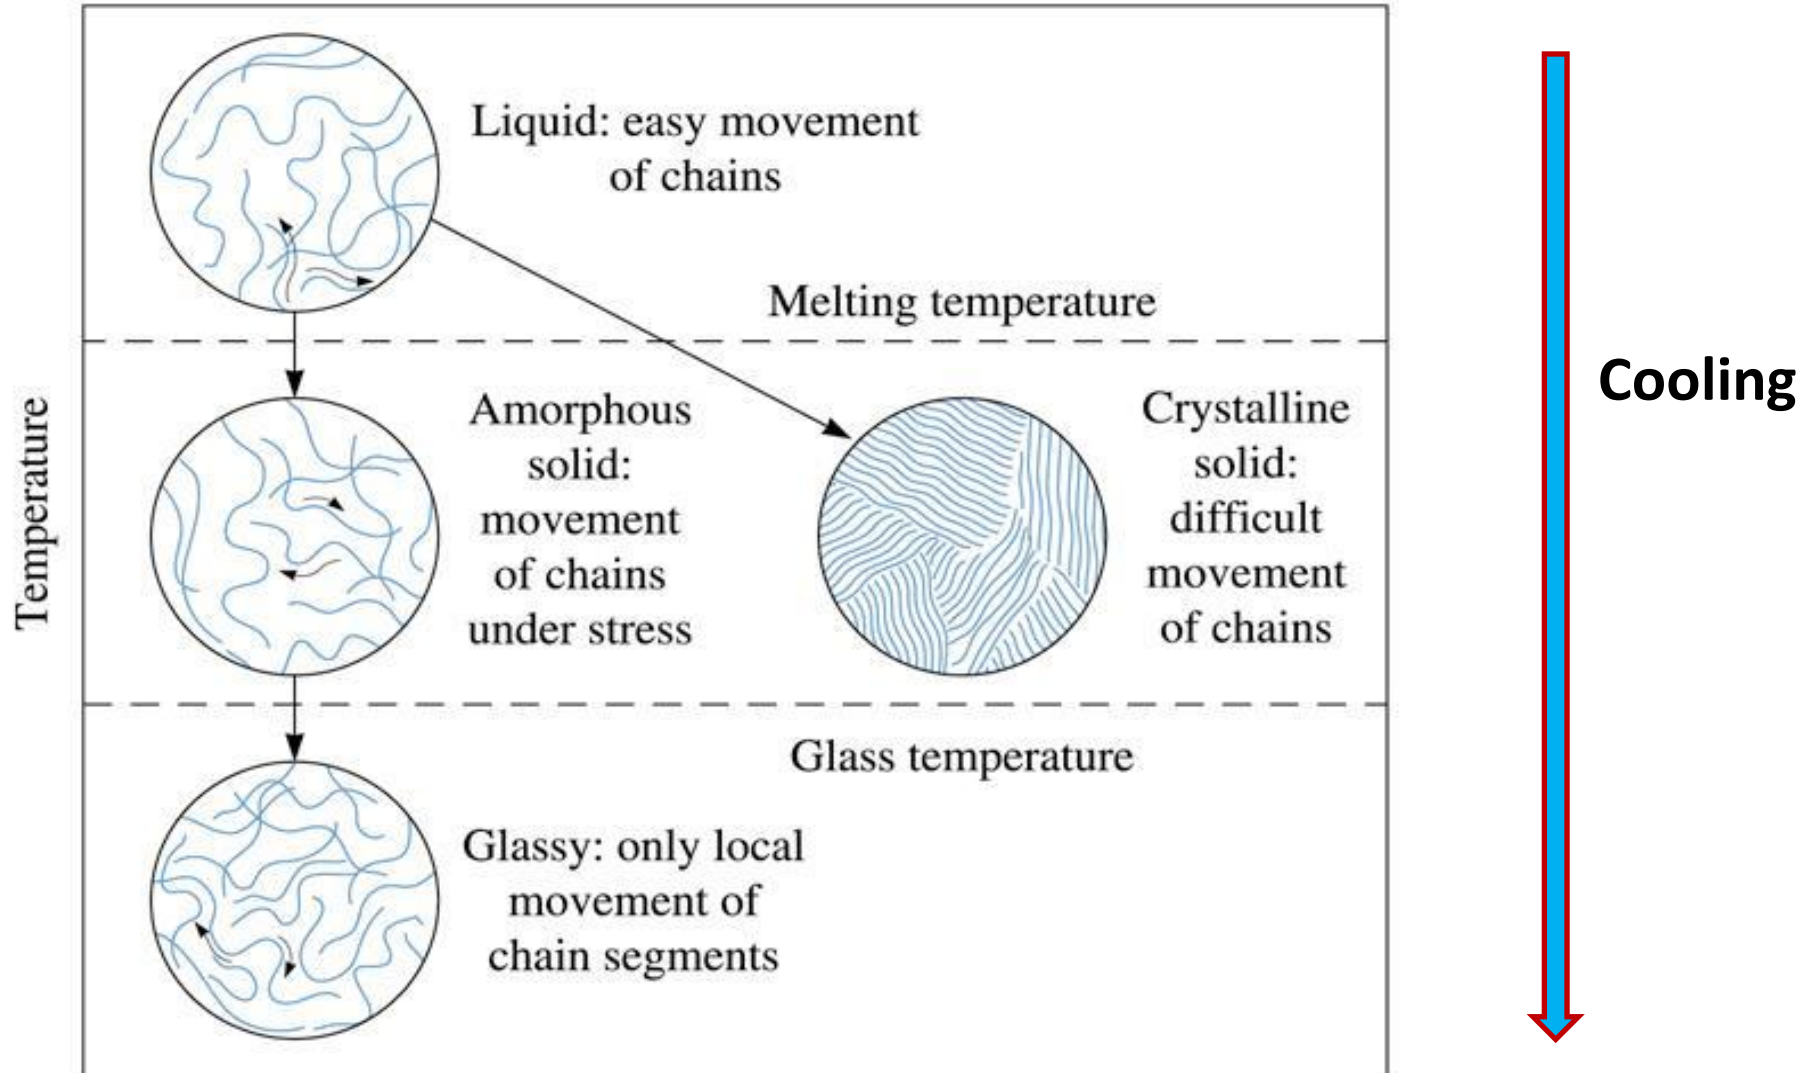 Liquid: easy movement
of chains
Melting temperature
Temperature
Amorphous
solid:
movement
of chains
under stress
Crystalline
solid:
difficult
movement
of chains
Cooling
Glass temperature
Glassy: only local
movement of
chain segments